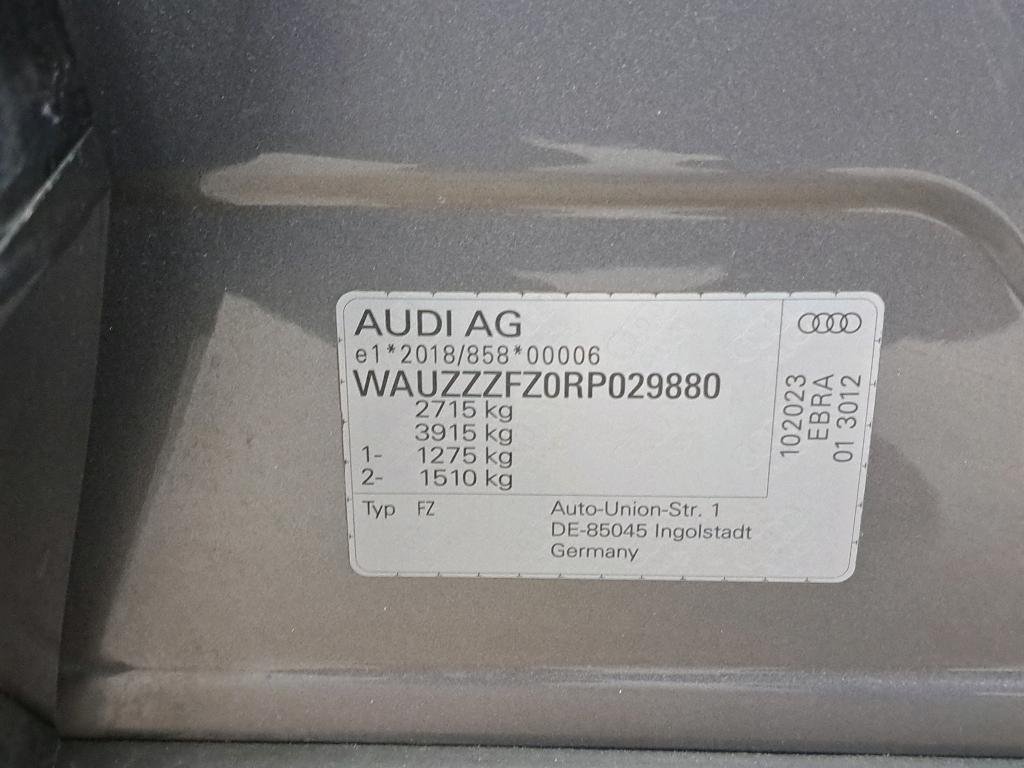 AUDI AG
e1*2018/858*00006
WAUZZZFZ0RP029880
2715 kg
3915 kg
1- 1275 kg
2- 1510 kg
Typ FZ
Auto-Union-Str. 1
DE-85045 Ingolstadt
Germany
102023
EBRA
01 3012